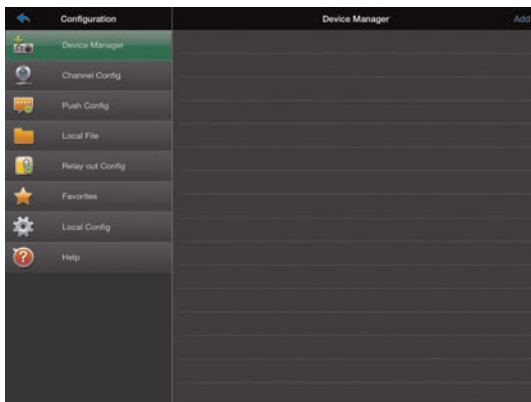 Configuration
Device Manager
Add
Device Manager
Channel Config
Push Config
Local File
Relay out Config
Favorites
Local Config
Help